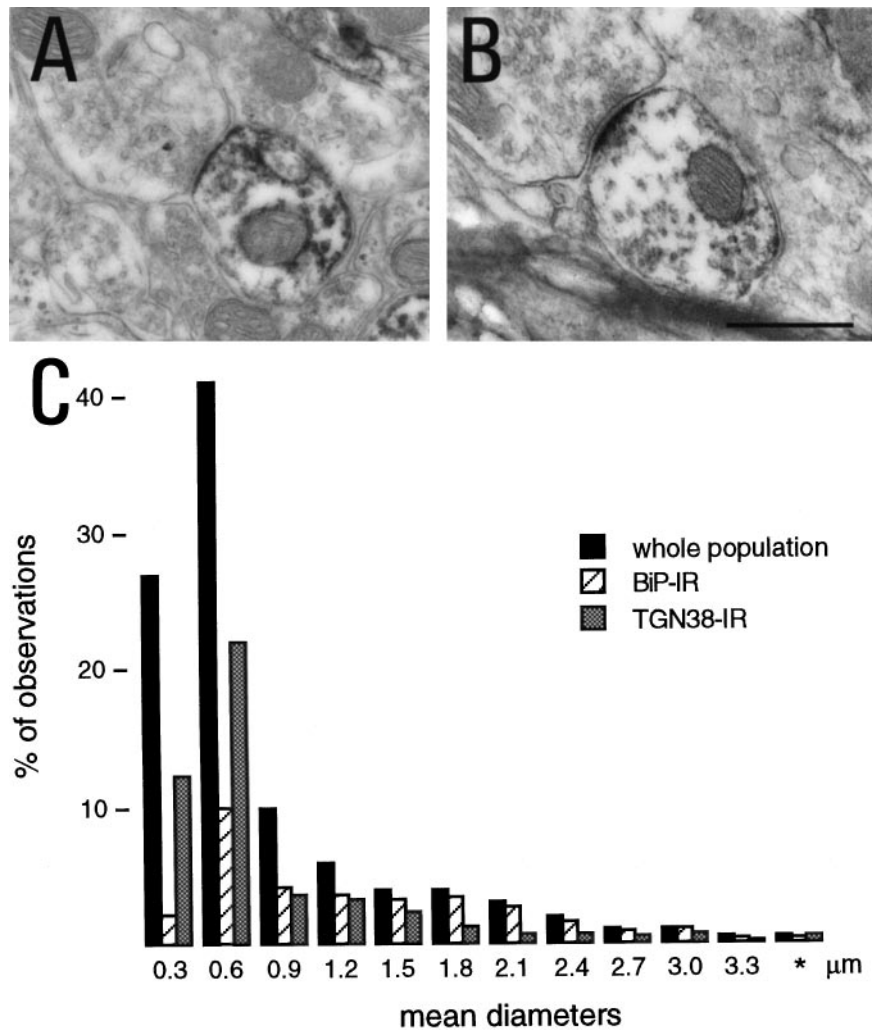 A
B
C
40
30
20
10
% of observations
whole population
BiP-IR
TGN38-IR
0.3 0.6 0.9 1.2 1.5 1.8 2.1 2.4 2.7 3.0 3.3 * μm
mean diameters